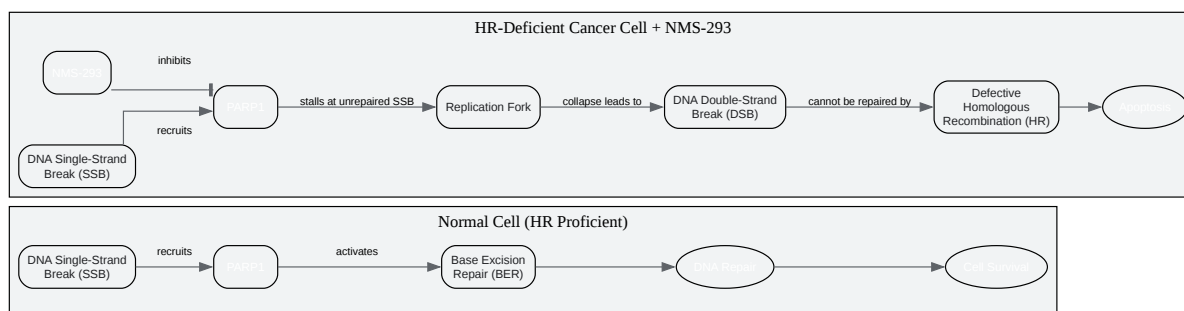 HR-Deficient Cancer Cell + NMS-293
NMS-293
inhibits
PARP1
recruits
DNA Single-Strand
Break (SSB)
stalls at unrepaired SSB
Replication Fork
collapse leads to
DNA Double-Strand
Break (DSB)
cannot be repaired by
Defective
Homologous
Recombination (HR)
Apoptosis
Normal Cell (HR Proficient)
DNA Single-Strand
Break (SSB)
recruits
PARP1
activates
Base Excision
Repair (BER)
DNA Repair
Cell Survival